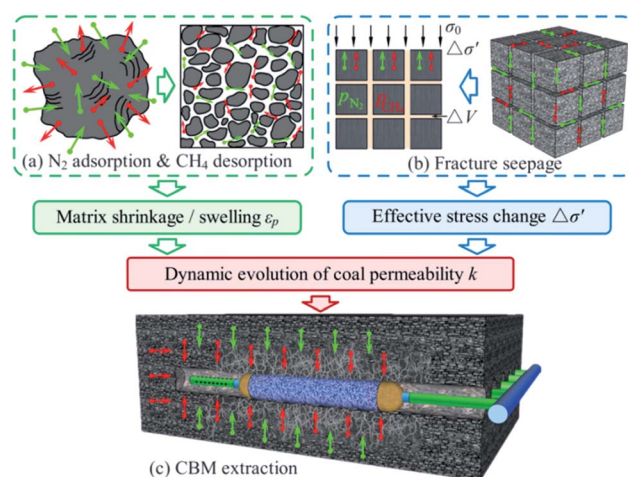 σ₀
△σ′
p_N₂
p_CH₄
△V
(a) N₂ adsorption & CH₄ desorption
(b) Fracture seepage
Matrix shrinkage / swelling εₚ
Effective stress change △σ′
Dynamic evolution of coal permeability k
(c) CBM extraction